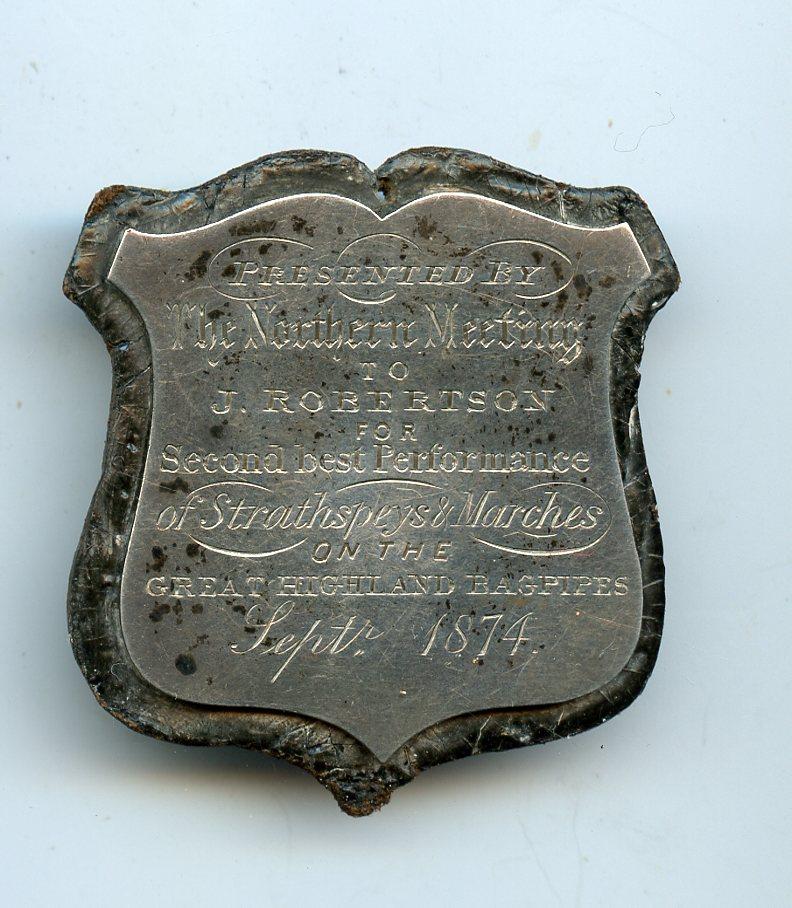 PRESENTED BY
The Northern Meeting
TO
J. ROBERTSON
FOR
Second best Performance
of Strathspeys & Marches
ON THE
GREAT HIGHLAND BAGPIPES
Septr. 1874.